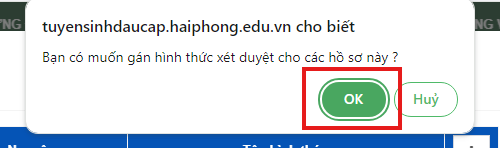 tuyensinhdaucap.haiphong.edu.vn cho biết
Bạn có muốn gán hình thức xét duyệt cho các hồ sơ này ?
OK
Huỷ